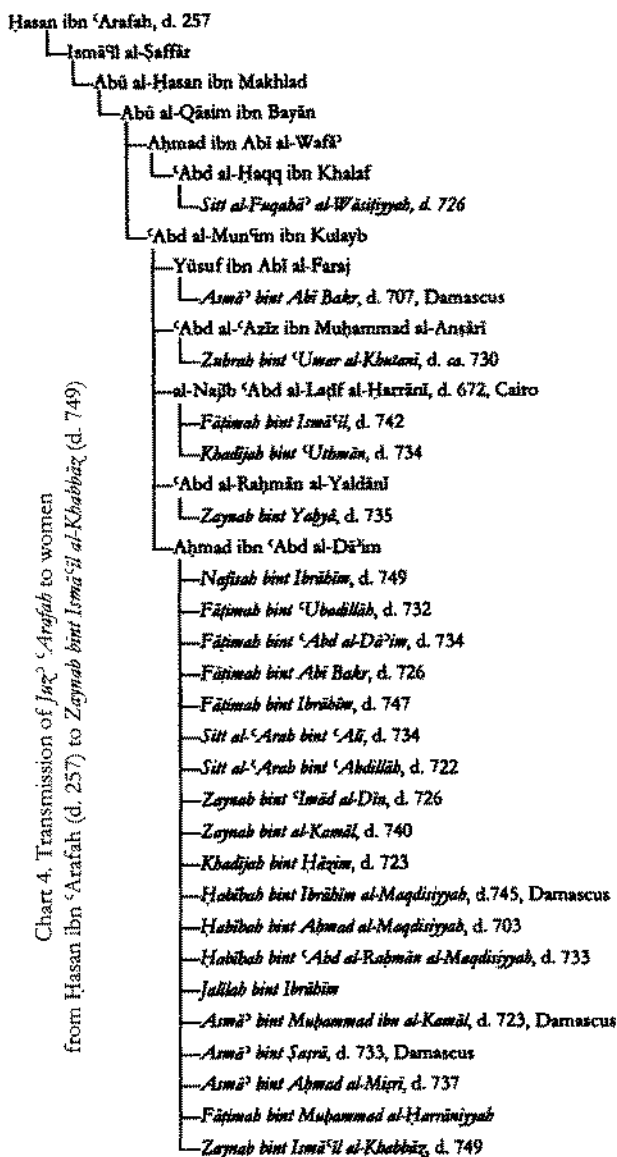 Ḥasan ibn ʿArafah, d. 257
Ismāʿīl al-Ṣaffār
Abū al-Ḥasan ibn Makhlad
Abū al-Qāsim ibn Bayān
Aḥmad ibn Abī al-Wafāʾ
ʿAbd al-Ḥaqq ibn Khalaf
Sitt al-Fuqahāʾ al-Wāsiṭiyyah, d. 726
ʿAbd al-Munʿim ibn Kulayb
Yūsuf ibn Abī al-Faraj
Asmāʾ bint Abī Bakr, d. 707, Damascus
ʿAbd al-ʿAzīz ibn Muḥammad al-Anṣārī
Zuhrah bint ʿUmar al-Khutanī, d. ca. 730
al-Najīb ʿAbd al-Laṭīf al-Ḥarrānī, d. 672, Cairo
Fāṭimah bint Ismāʿīl, d. 742
Khadījah bint ʿUthmān, d. 734
ʿAbd al-Raḥmān al-Yaldānī
Zaynab bint Yaḥyā, d. 735
Aḥmad ibn ʿAbd al-Dāʾim
Nafīsah bint Ibrāhīm, d. 749
Fāṭimah bint ʿUbadillāh, d. 732
Fāṭimah bint ʿAbd al-Dāʾim, d. 734
Fāṭimah bint Abī Bakr, d. 726
Fāṭimah bint Ibrāhīm, d. 747
Sitt al-ʿArab bint ʿAlī, d. 734
Sitt al-ʿArab bint ʿAbdillāh, d. 722
Zaynab bint ʿImād al-Dīn, d. 726
Zaynab bint al-Kamāl, d. 740
Khadījah bint Ḥāzim, d. 723
Ḥabībah bint Ibrāhīm al-Maqdisiyyah, d.745, Damascus
Ḥabībah bint Aḥmad al-Maqdisiyyah, d. 703
Ḥabībah bint ʿAbd al-Raḥmān al-Maqdisiyyah, d. 733
Jalīlah bint Ibrāhīm
Asmāʾ bint Muḥammad ibn al-Kamāl, d. 723, Damascus
Asmāʾ bint Ṣaṣrā, d. 733, Damascus
Asmāʾ bint Aḥmad al-Miṣrī, d. 737
Fāṭimah bint Muḥammad al-Ḥarrāniyyah
Zaynab bint Ismāʿīl al-Khabbāz, d. 749
Chart 4. Transmission of Juzʾ ʿArafah to women
from Ḥasan ibn ʿArafah (d. 257) to Zaynab bint Ismāʿīl al-Khabbāz (d. 749)